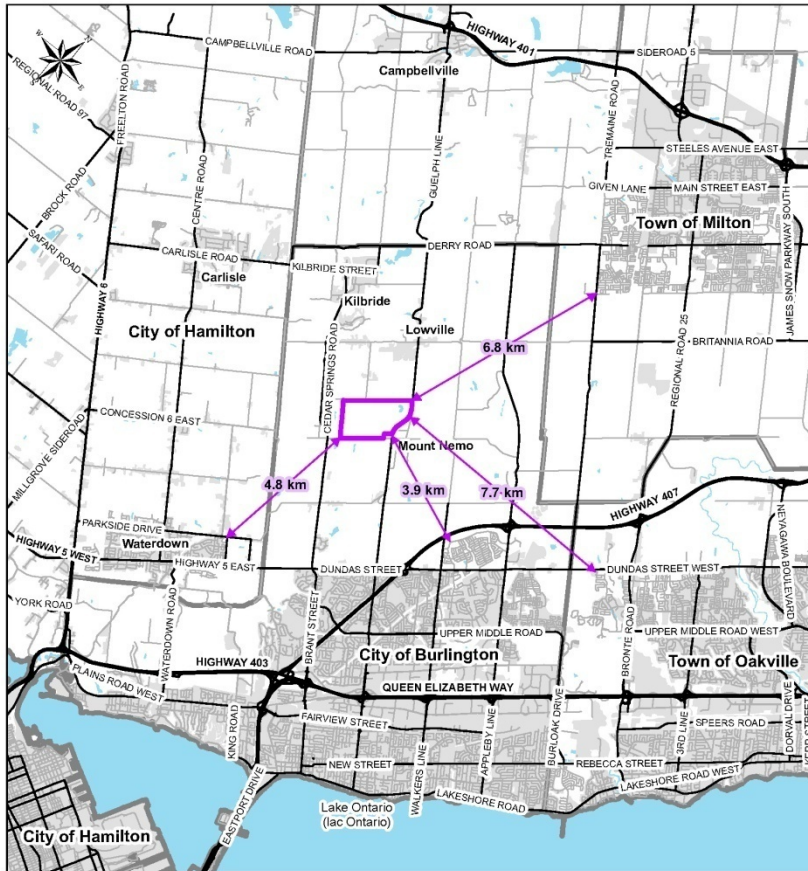 N
E
S
W
HIGHWAY 401
CAMPBELLVILLE ROAD
SIDEROAD 5
Campbellville
REGIONAL ROAD 97
FREELTON ROAD
TREMAINE ROAD
GUELPH LINE
STEELES AVENUE EAST
BROCK ROAD
CENTRE ROAD
GIVEN LANE
MAIN STREET EAST
Town of Milton
JAMES SNOW PARKWAY SOUTH
SAFARI ROAD
CARLISLE ROAD
DERRY ROAD
KILBRIDE STREET
Carlisle
Kilbride
HIGHWAY 6
City of Hamilton
Lowville
REGIONAL ROAD 25
BRITANNIA ROAD
6.8 km
CEDAR SPRINGS ROAD
CONCESSION 6 EAST
MILLGROVE SIDEROAD
Mount Nemo
4.8 km
3.9 km
7.7 km
HIGHWAY 407
PARKSIDE DRIVE
Waterdown
NEYAGAWA BOULEVARD
HIGHWAY 5 WEST
HIGHWAY 5 EAST
DUNDAS STREET
DUNDAS STREET WEST
YORK ROAD
WATERDOWN ROAD
BRANT STREET
UPPER MIDDLE ROAD
UPPER MIDDLE ROAD WEST
BRONTE ROAD
City of Burlington
Town of Oakville
HIGHWAY 403
PLAINS ROAD WEST
QUEEN ELIZABETH WAY
KING ROAD
FAIRVIEW STREET
WALKERS LINE
APPLEBY LINE
BURLOAK DRIVE
3RD LINE
SPEERS ROAD
DORVAL DRIVE
KERR STREET
NEW STREET
REBECCA STREET
LAKESHORE ROAD WEST
EASTPORT DRIVE
LAKESHORE ROAD
Lake Ontario
(lac Ontario)
City of Hamilton